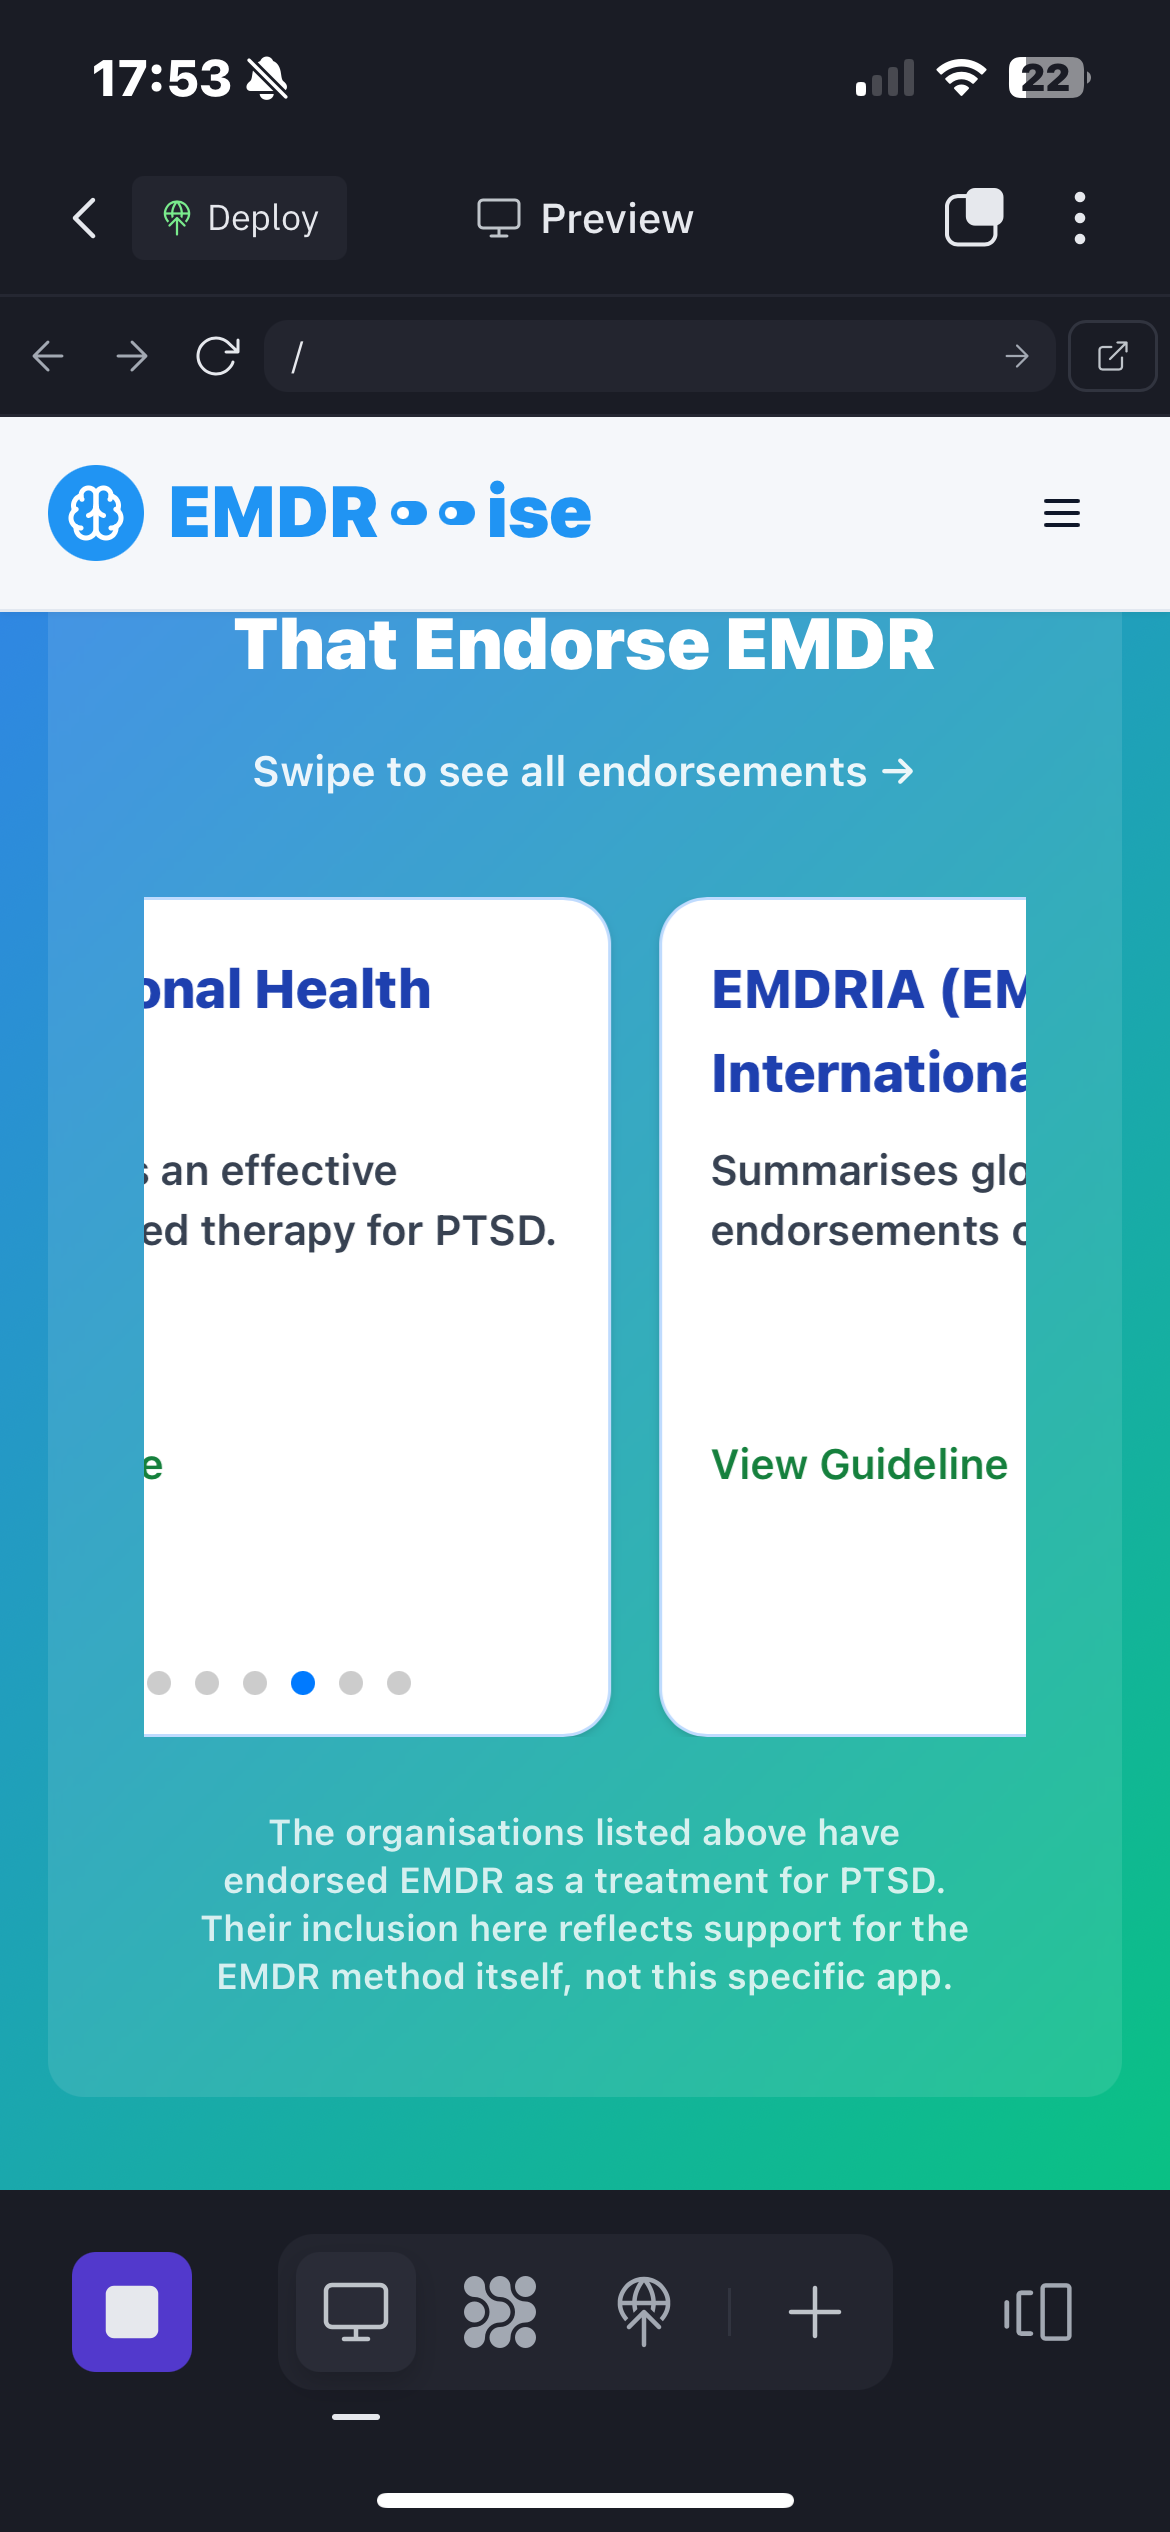 17:53
22
Deploy
Preview
/
EMDR ise
That Endorse EMDR
Swipe to see all endorsements →
onal Health
s an effective
ed therapy for PTSD.
e
EMDRIA (EM
Internationa
Summarises glo
endorsements o
View Guideline
The organisations listed above have
endorsed EMDR as a treatment for PTSD.
Their inclusion here reflects support for the
EMDR method itself, not this specific app.